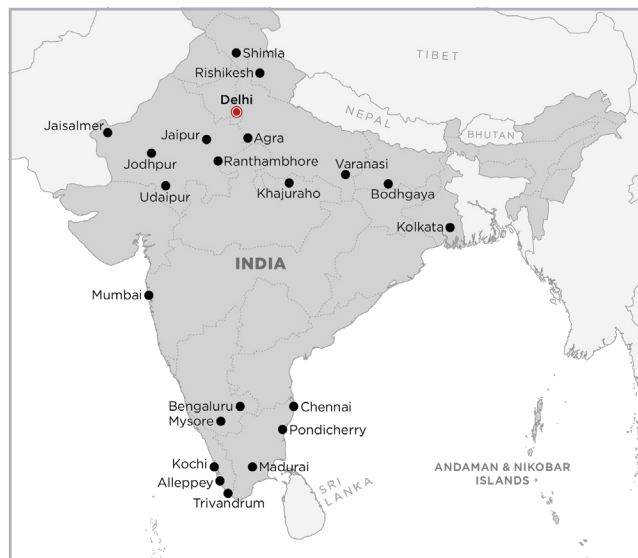 TIBET
Shimla
Rishikesh
Delhi
NEPAL
BHUTAN
Jaisalmer
Jaipur
Agra
Jodhpur
Ranthambhore
Varanasi
Udaipur
Khajuraho
Bodhgaya
Kolkata
INDIA
Mumbai
Bengaluru
Chennai
Mysore
Pondicherry
Kochi
Madurai
Alleppey
Trivandrum
SRI
LANKA
ANDAMAN & NIKOBAR
ISLANDS